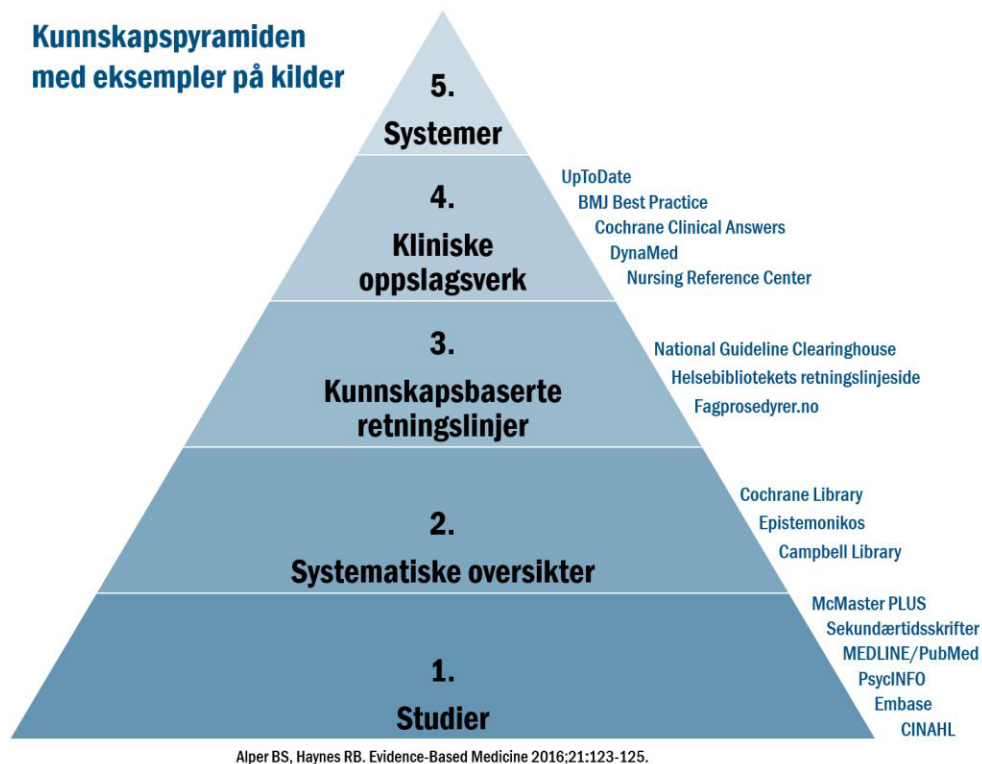 Kunnskapspyramiden
med eksempler på kilder
5.
Systemer
4.
Kliniske
oppslagsverk
UpToDate
BMJ Best Practice
Cochrane Clinical Answers
DynaMed
Nursing Reference Center
3.
Kunnskapsbaserte
retningslinjer
National Guideline Clearinghouse
Helsebibliotekets retningslinjeside
Fagprosedyrer.no
2.
Systematiske oversikter
Cochrane Library
Epistemonikos
Campbell Library
1.
Studier
McMaster PLUS
Sekundærtidsskrifter
MEDLINE/PubMed
PsycINFO
Embase
CINAHL
Alper BS, Haynes RB. Evidence-Based Medicine 2016;21:123-125.